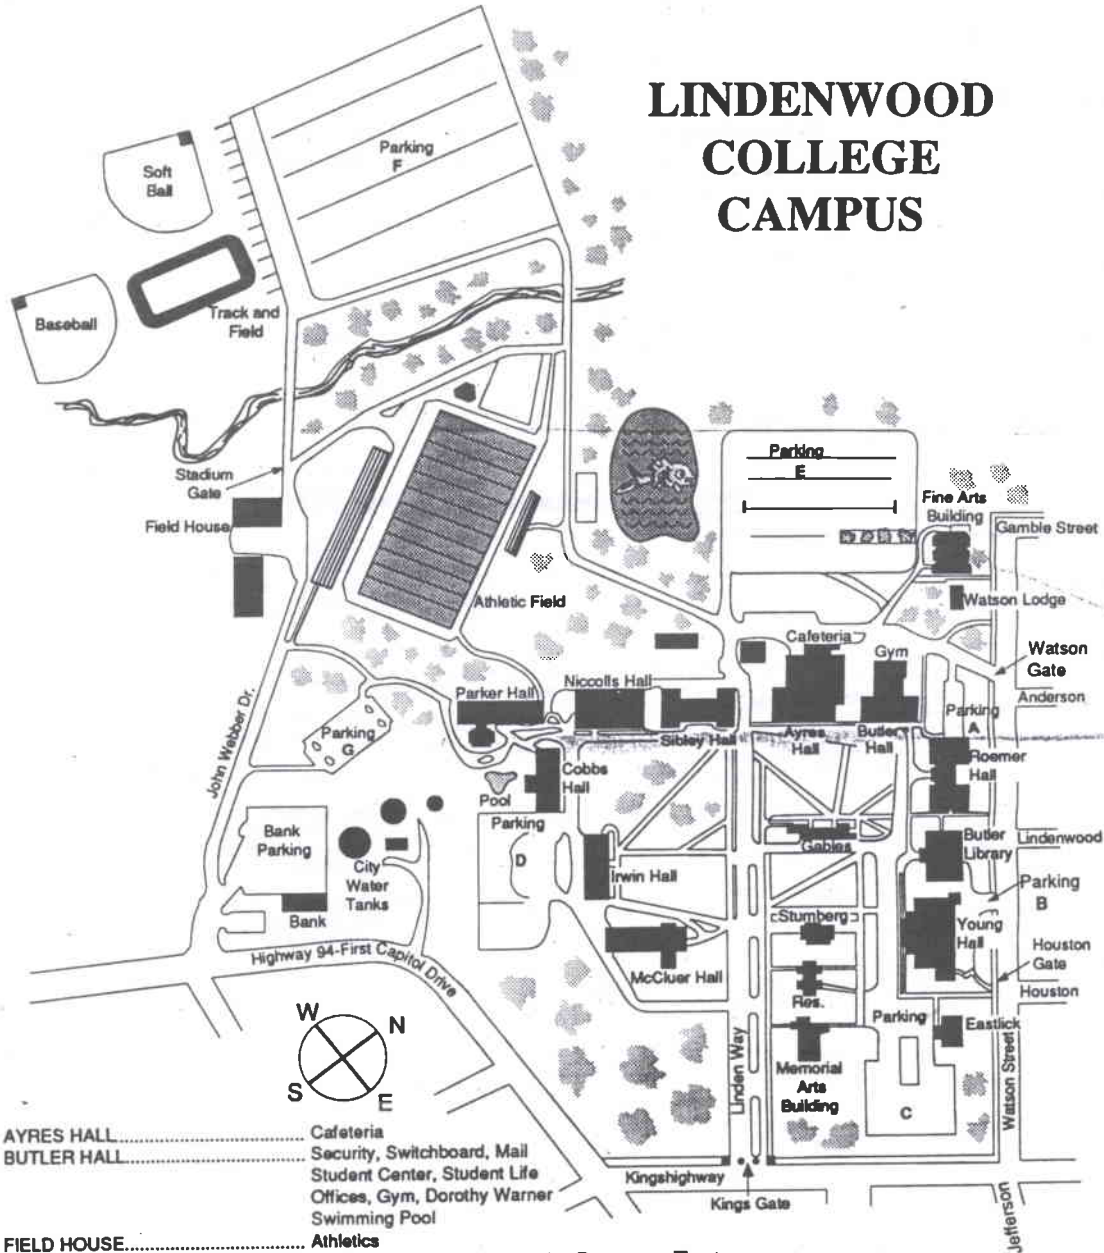 LINDENWOOD
COLLEGE
CAMPUS
Parking
F
Soft
Ball
Track and
Field
Baseball
Stadium
Gate
Field House
Parking
E
Fine Arts
Building
Gamble Street
Athletic Field
Watson Lodge
Cafeteria
Gym
Watson
Gate
Niccolls Hall
Parker Hall
Anderson
Parking
A
Parking
G
John Webber Dr.
Sibley Hall
Ayres
Hall
Butler
Hall
Roemer
Hall
Cobbs
Hall
Pool
Parking
D
Bank
Parking
City
Water
Tanks
Bank
Gables
Butler
Library
Lindenwood
Irwin Hall
Parking
B
Stumberg
Young
Hall
Houston
Gate
Highway 94-First Capitol Drive
McCluer Hall
Res.
Houston
Parking
Eastlick
W
N
S
E
Linden Way
Memorial
Arts
Building
C
Watson Street
Kingshighway
Kings Gate
Jefferson
AYRES HALL.............................. Cafeteria
BUTLER HALL............................ Security, Switchboard, Mail
Student Center, Student Life
Offices, Gym, Dorothy Warner
Swimming Pool
FIELD HOUSE............................ Athletics